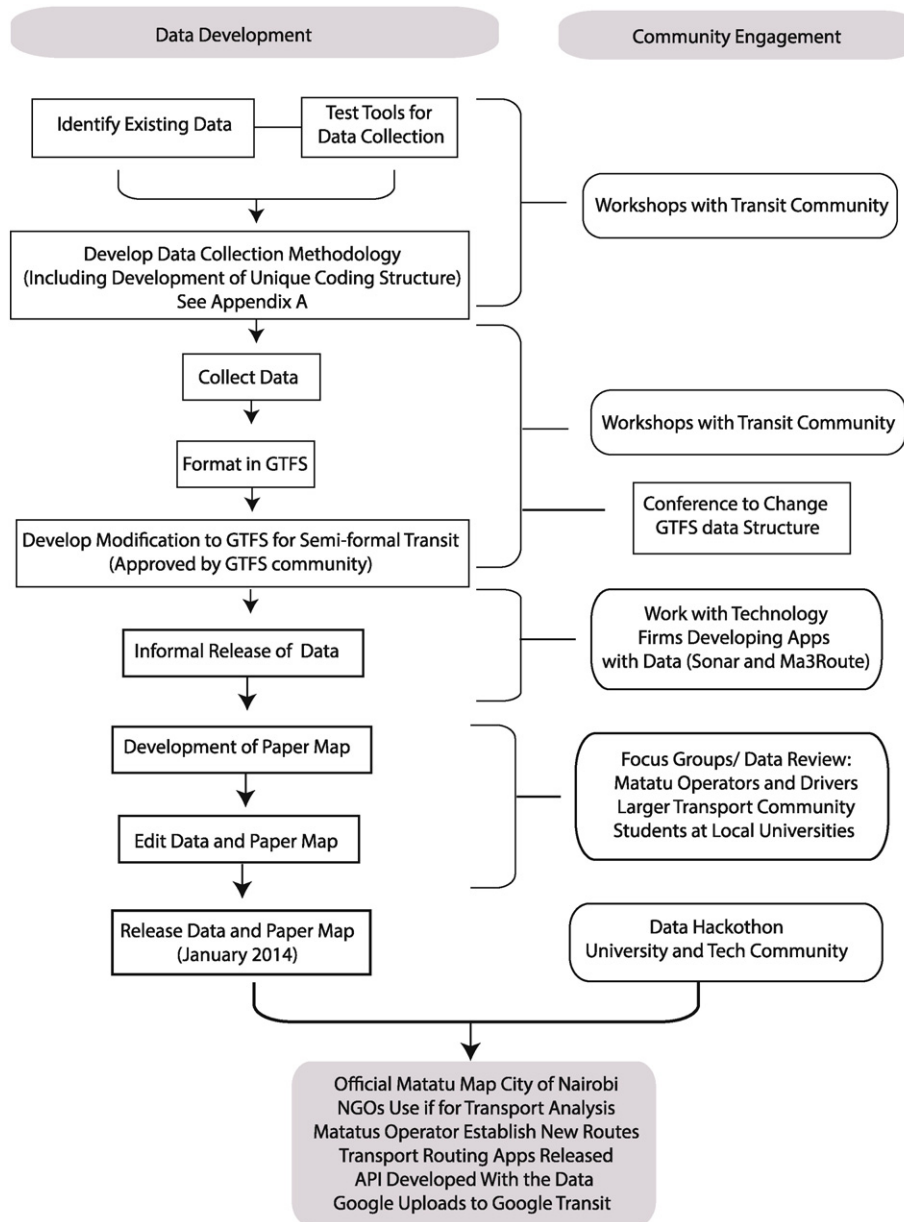 Data Development
Community Engagement
Identify Existing Data
Test Tools for
Data Collection
Workshops with Transit Community
Develop Data Collection Methodology
(Including Development of Unique Coding Structure)
See Appendix A
Collect Data
Workshops with Transit Community
Format in GTFS
Conference to Change
GTFS data Structure
Develop Modification to GTFS for Semi-formal Transit
(Approved by GTFS community)
Work with Technology
Firms Developing Apps
with Data (Sonar and Ma3Route)
Informal Release of Data
Development of Paper Map
Focus Groups/ Data Review:
Matatu Operators and Drivers
Larger Transport Community
Students at Local Universities
Edit Data and Paper Map
Release Data and Paper Map
(January 2014)
Data Hackothon
University and Tech Community
Official Matatu Map City of Nairobi
NGOs Use if for Transport Analysis
Matatus Operator Establish New Routes
Transport Routing Apps Released
API Developed With the Data
Google Uploads to Google Transit